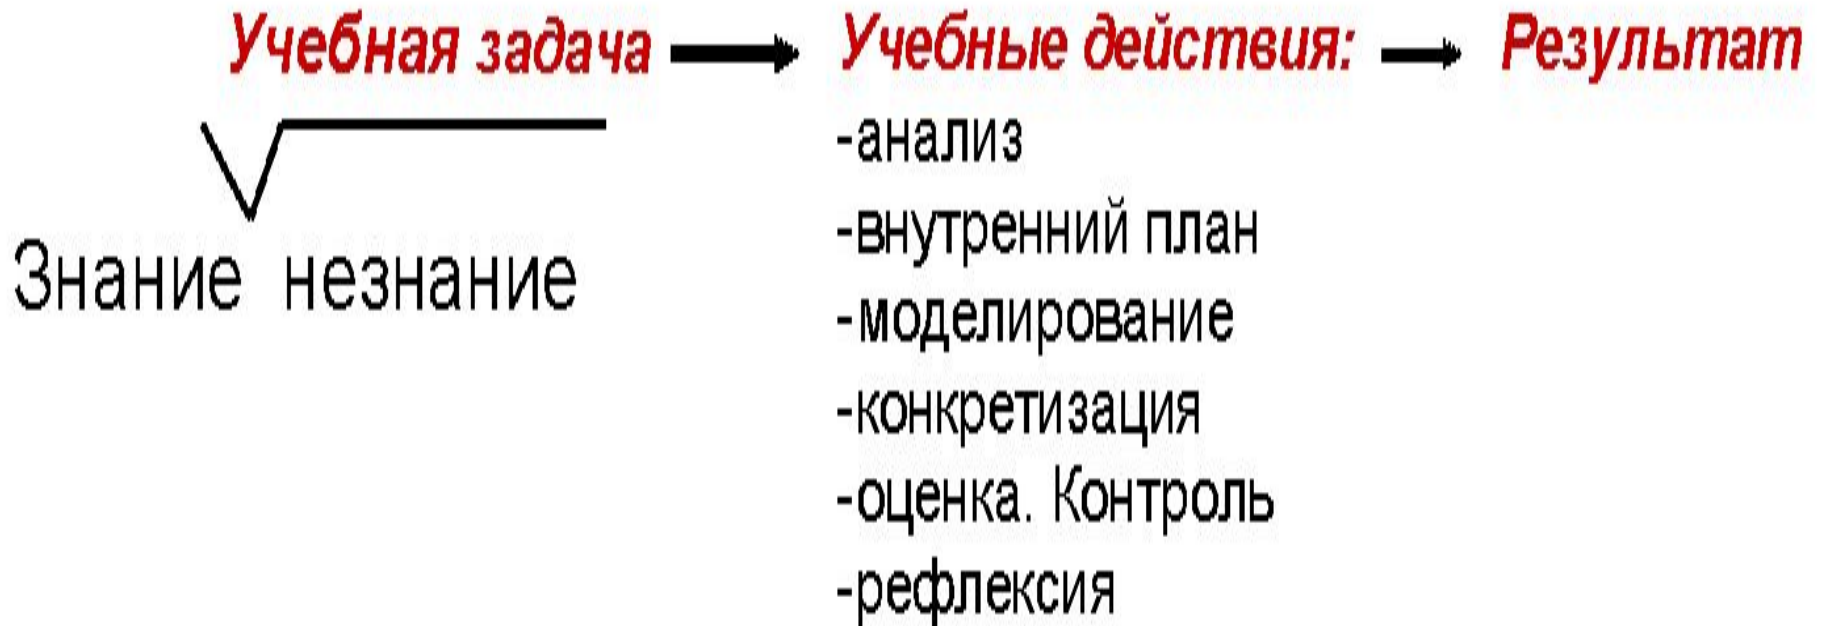 Учебная задача Учебные действия: Результат
-анализ
-внутренний план
Знание незнание
-моделирование
-конкретизация
-оценка. Контроль
-рефлексия